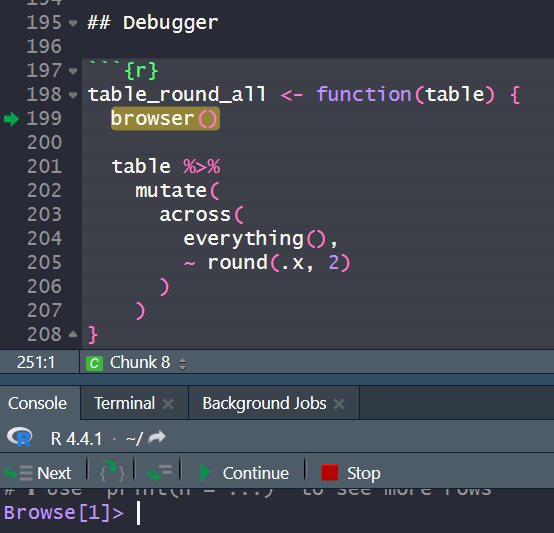 195 ## Debugger
196
197 ```{r}
198 table_round_all <- function(table) {
199 browser()
200
201 table %>%
202 mutate(
203 across(
204 everything(),
205 ~ round(.x, 2)
206 )
207 )
208 }
251:1 C Chunk 8
Console Terminal Background Jobs
R R 4.4.1 · ~/
Next Continue Stop
# ℹ Use `print(n = ...)` to see more rows
Browse[1]>